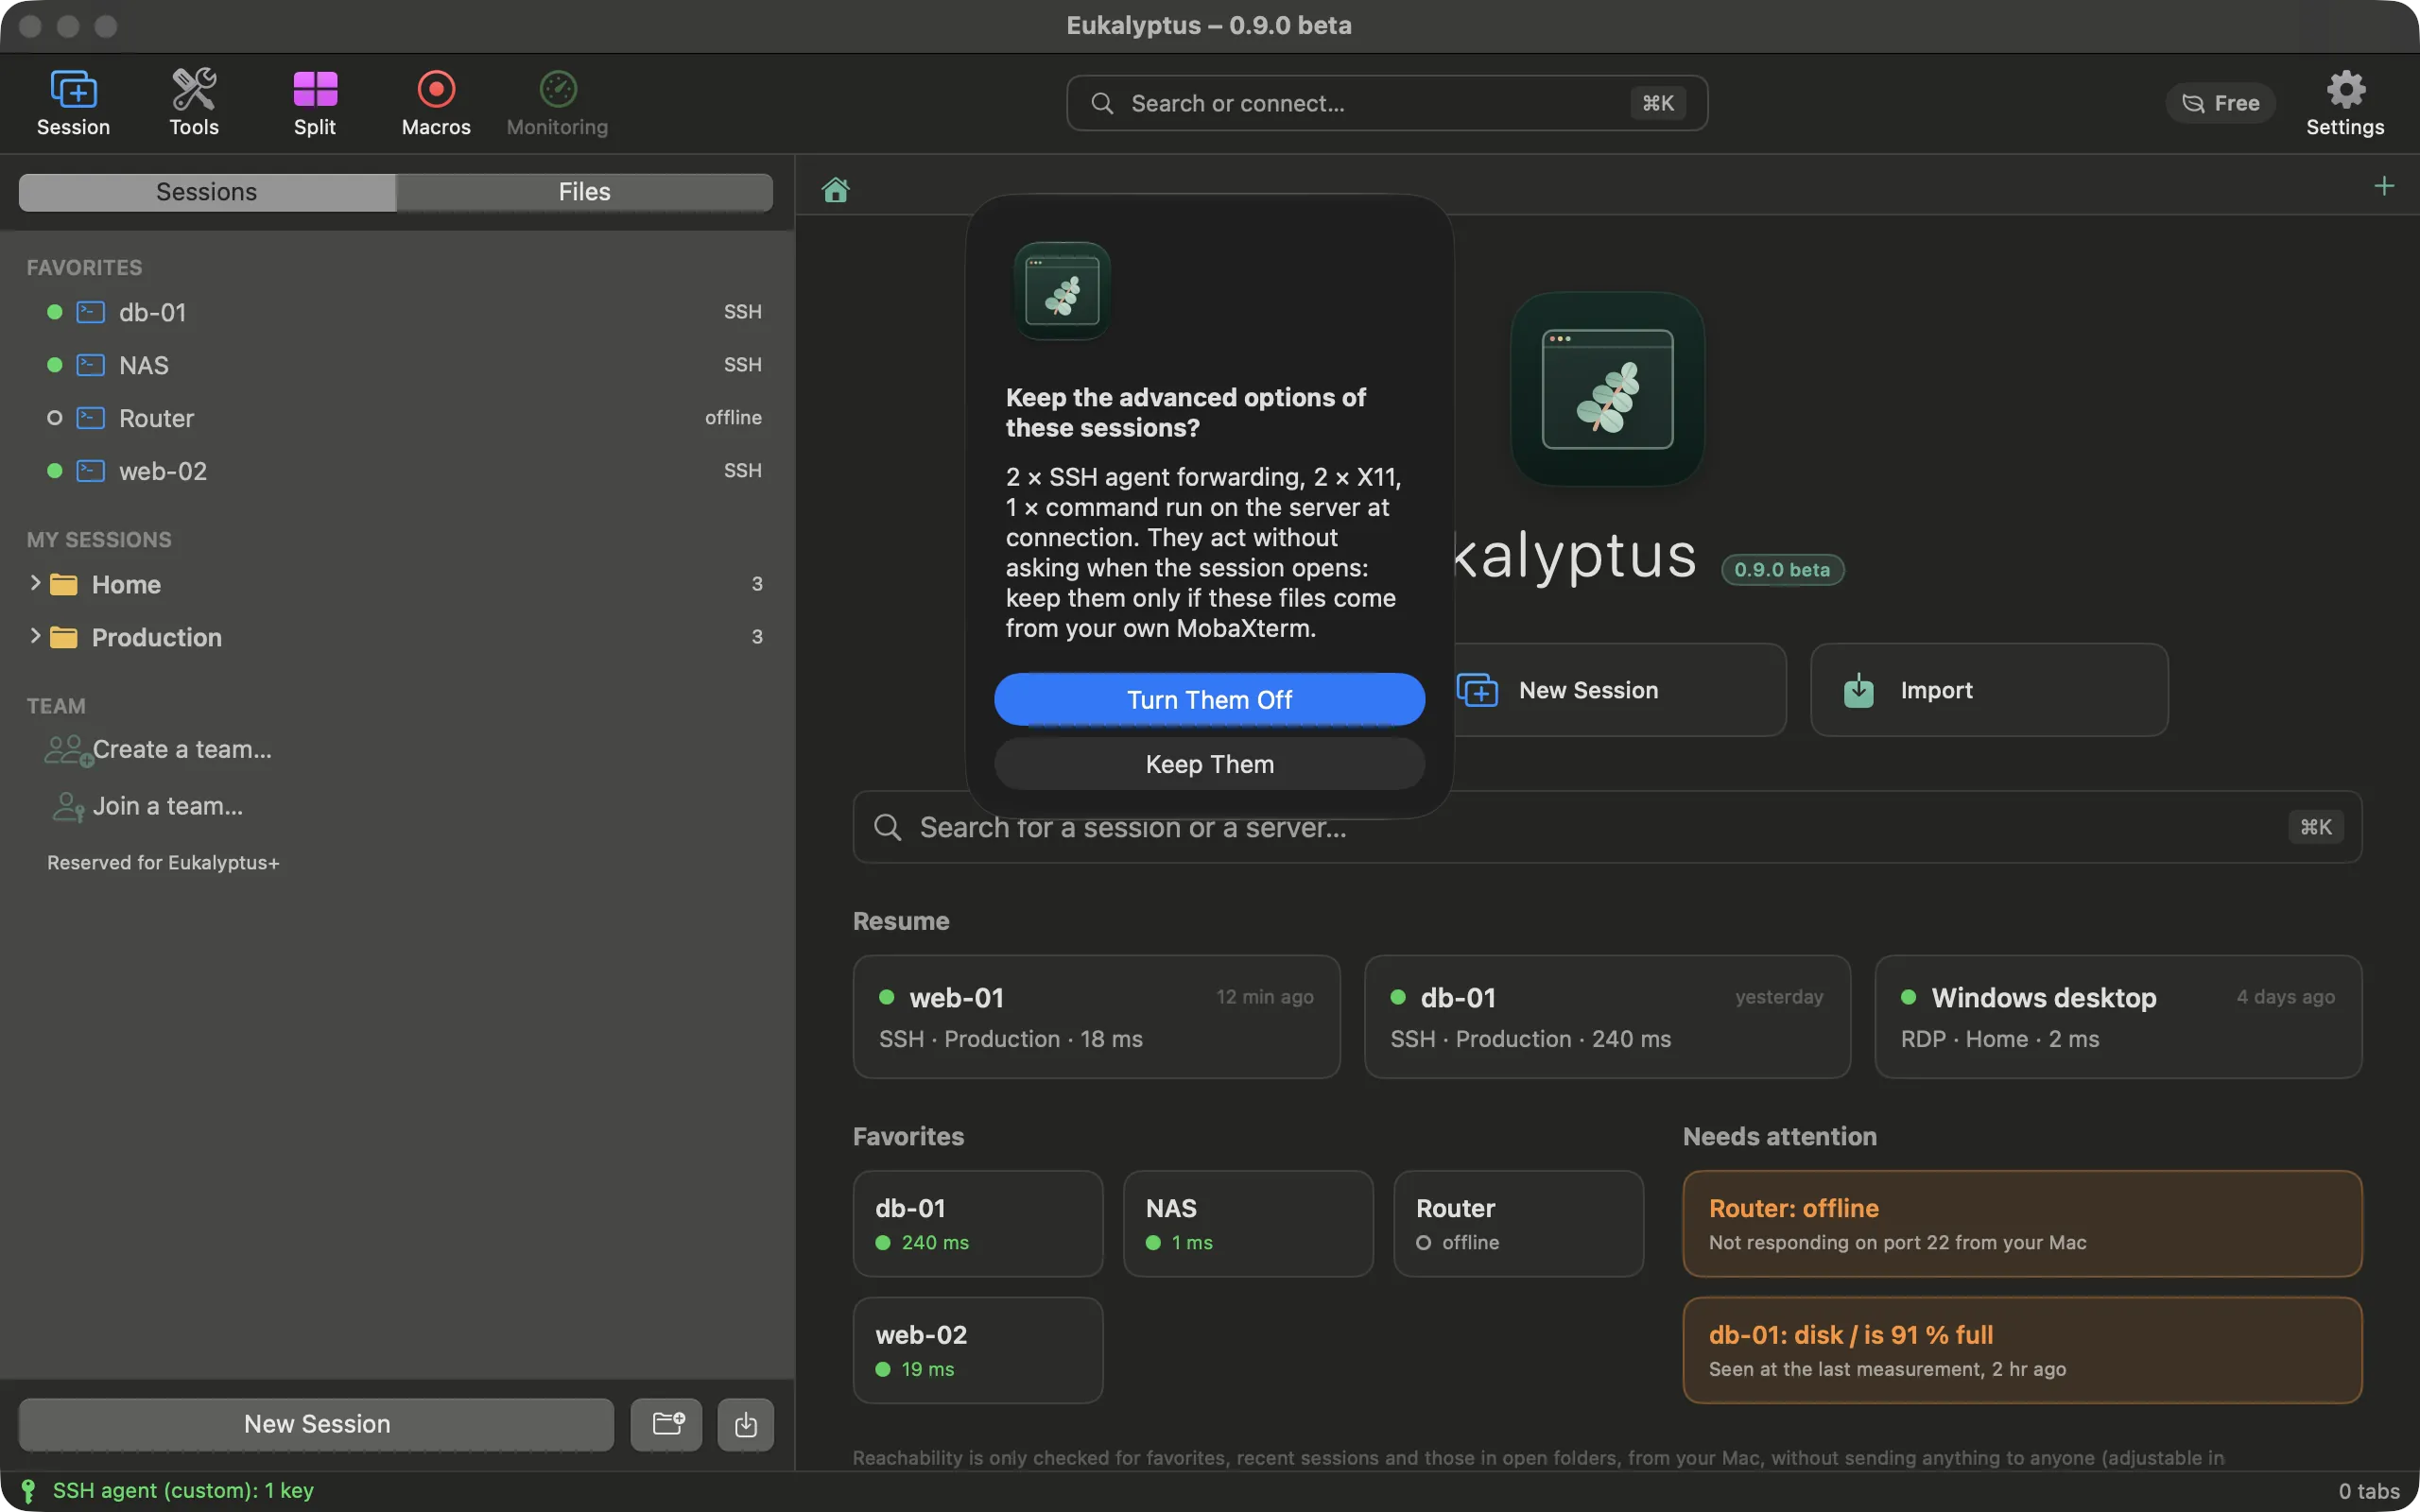 Eukalyptus – 0.9.0 beta
Session
Tools
Split
Macros
Monitoring
Search or connect...
⌘K
Free
Settings
Sessions
Files
FAVORITES
db-01
SSH
NAS
SSH
Router
offline
web-02
SSH
MY SESSIONS
Home
3
Production
3
TEAM
Create a team...
Join a team...
Reserved for Eukalyptus+
New Session
SSH agent (custom): 1 key
Keep the advanced options of
these sessions?
2 × SSH agent forwarding, 2 × X11,
1 × command run on the server at
connection. They act without
asking when the session opens:
keep them only if these files come
from your own MobaXterm.
Turn Them Off
Keep Them
kalyptus
0.9.0 beta
New Session
Import
Search for a session or a server...
⌘K
Resume
web-01
12 min ago
SSH · Production · 18 ms
db-01
yesterday
SSH · Production · 240 ms
Windows desktop
4 days ago
RDP · Home · 2 ms
Favorites
db-01
240 ms
NAS
1 ms
Router
offline
web-02
19 ms
Needs attention
Router: offline
Not responding on port 22 from your Mac
db-01: disk / is 91 % full
Seen at the last measurement, 2 hr ago
Reachability is only checked for favorites, recent sessions and those in open folders, from your Mac, without sending anything to anyone (adjustable in
0 tabs